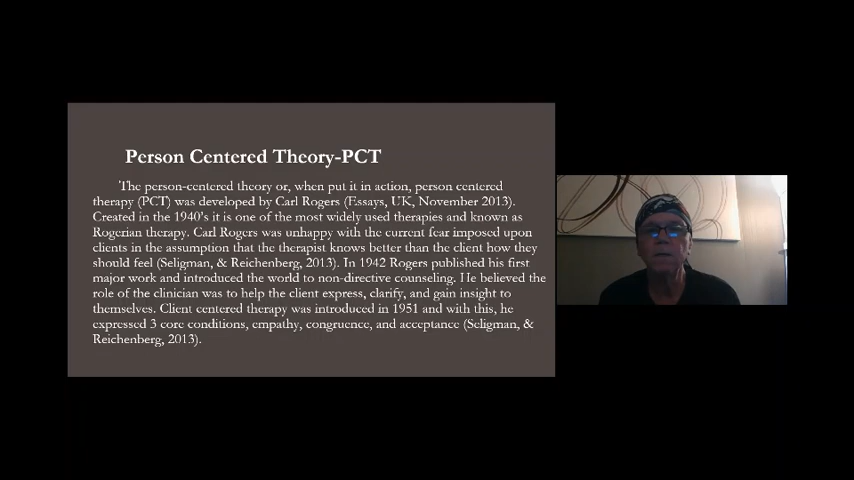 Person Centered Theory-PCT
The person-centered theory or, when put it in action, person centered
therapy (PCT) was developed by Carl Rogers (Essays, UK, November 2013).
Created in the 1940's it is one of the most widely used therapies and known as
Rogerian therapy. Carl Rogers was unhappy with the current fear imposed upon
clients in the assumption that the therapist knows better than the client how they
should feel (Seligman, & Reichenberg, 2013). In 1942 Rogers published his first
major work and introduced the world to non-directive counseling. He believed the
role of the clinician was to help the client express, clarify, and gain insight to
themselves. Client centered therapy was introduced in 1951 and with this, he
expressed 3 core conditions, empathy, congruence, and acceptance (Seligman, &
Reichenberg, 2013).